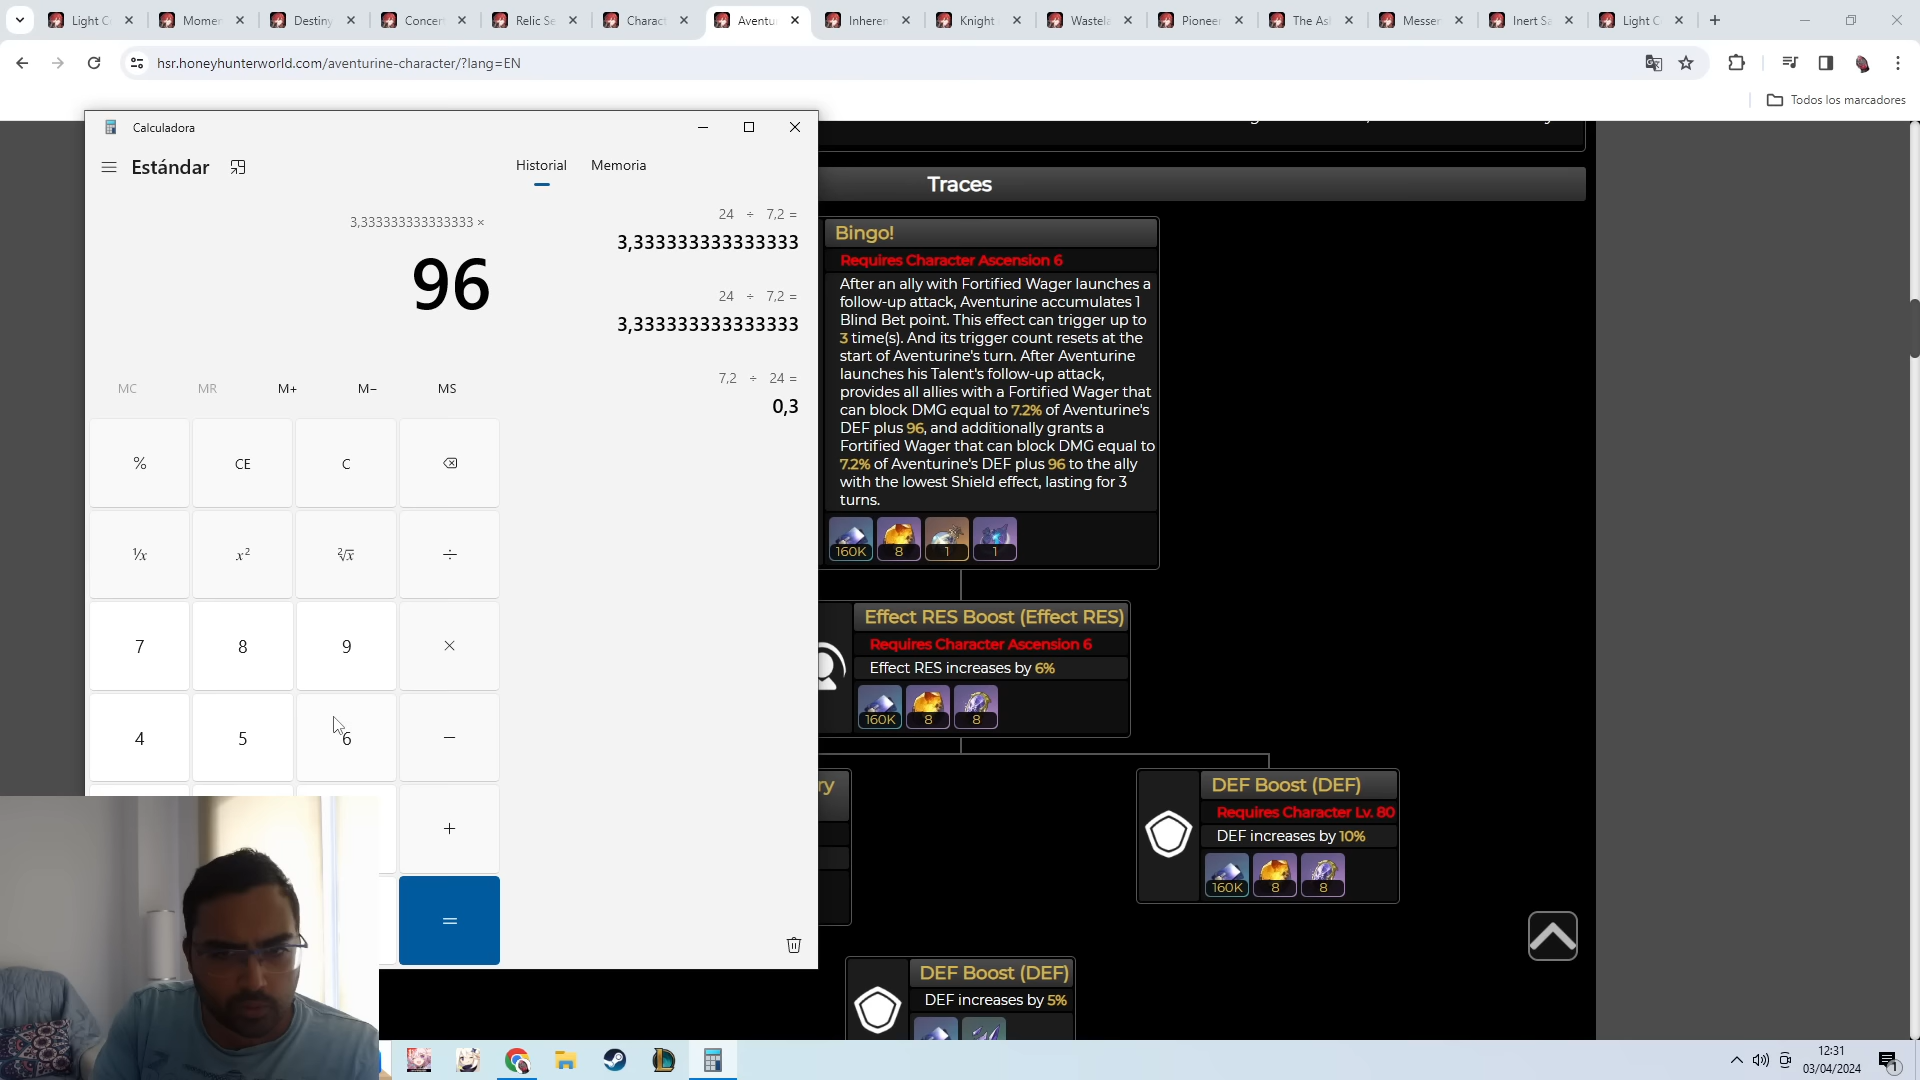 Light C
Momen
Destiny
Concer
Relic Se
Charact
Aventu
Inheren
Knight
Wastela
Pioneer
The As
Messen
Inert Sa
Light C
hsr.honeyhunterworld.com/aventurine-character/?lang=EN
Todos los marcadores
Calculadora
Estándar
Historial
Memoria
3,333333333333333 ×
96
24 ÷ 7,2 =
3,333333333333333
24 ÷ 7,2 =
3,333333333333333
7,2 ÷ 24 =
0,3
MC MR M+ M− MS
% CE C
¹/x x² ²√x ÷
7 8 9 ×
4 5 6 −
+
=
Traces
Bingo!
Requires Character Ascension 6
After an ally with Fortified Wager launches a
follow-up attack, Aventurine accumulates 1
Blind Bet point. This effect can trigger up to
3 time(s). And its trigger count resets at the
start of Aventurine's turn. After Aventurine
launches his Talent's follow-up attack,
provides all allies with a Fortified Wager that
can block DMG equal to 7.2% of Aventurine's
DEF plus 96, and additionally grants a
Fortified Wager that can block DMG equal to
7.2% of Aventurine's DEF plus 96 to the ally
with the lowest Shield effect, lasting for 3
turns.
160K 8 1 1
Effect RES Boost (Effect RES)
Requires Character Ascension 6
Effect RES increases by 6%
160K 8 8
ry
DEF Boost (DEF)
Requires Character Lv. 80
DEF increases by 10%
160K 8 8
DEF Boost (DEF)
DEF increases by 5%
12:31
03/04/2024
1